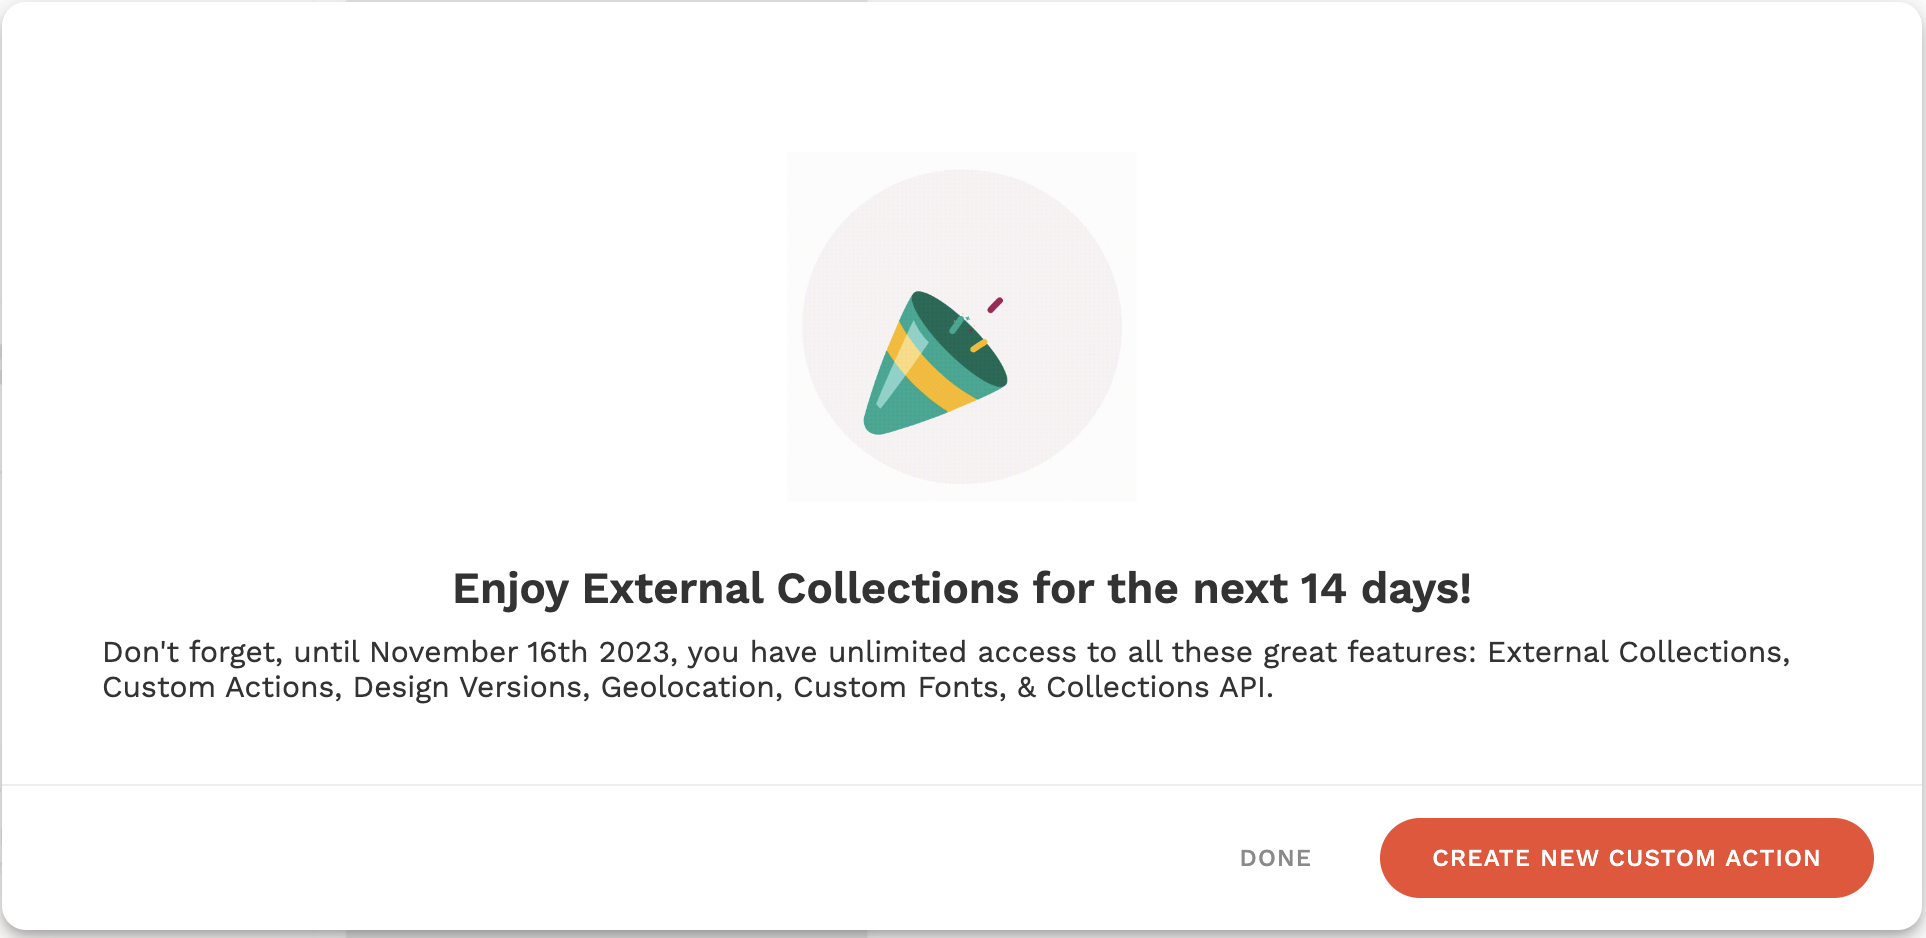 Enjoy External Collections for the next 14 days!
Don't forget, until November 16th 2023, you have unlimited access to all these great features: External Collections,
Custom Actions, Design Versions, Geolocation, Custom Fonts, & Collections API.
DONE
CREATE NEW CUSTOM ACTION